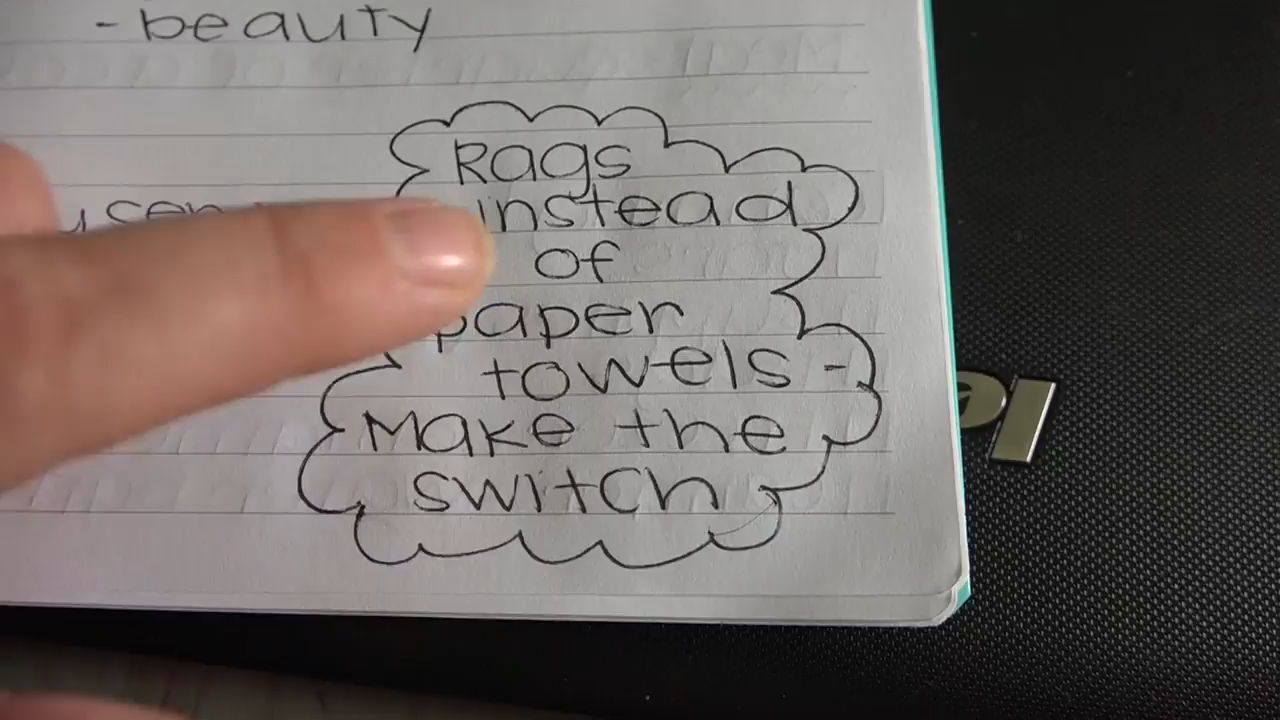 - beauty
Rags
instead
of
paper
towels -
Make the
switch